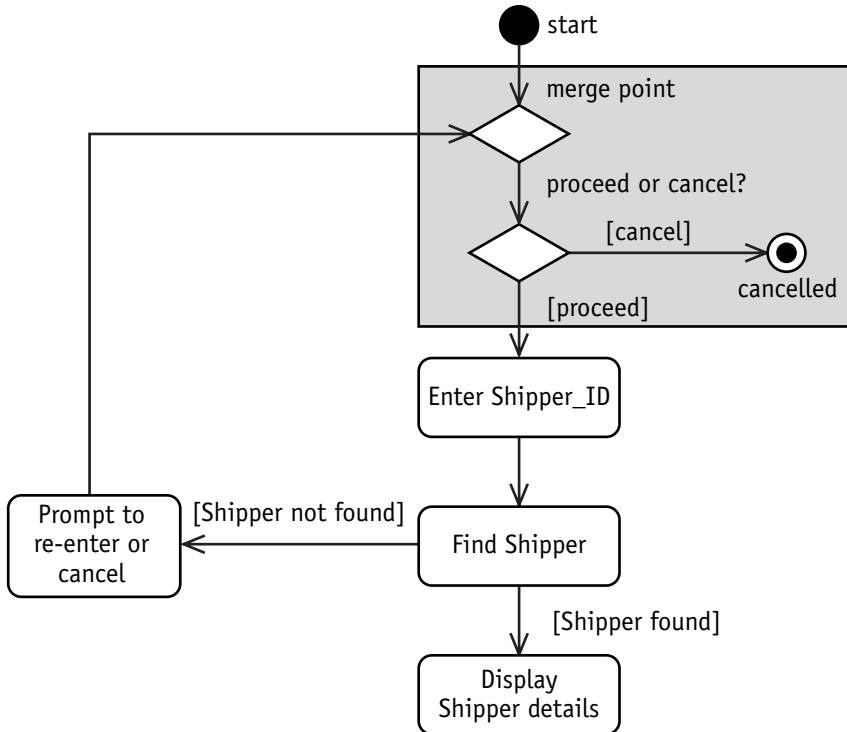 start
merge point
proceed or cancel?
[cancel]
cancelled
[proceed]
Enter Shipper_ID
[Shipper not found]
Prompt to
re-enter or
cancel
Find Shipper
[Shipper found]
Display
Shipper details